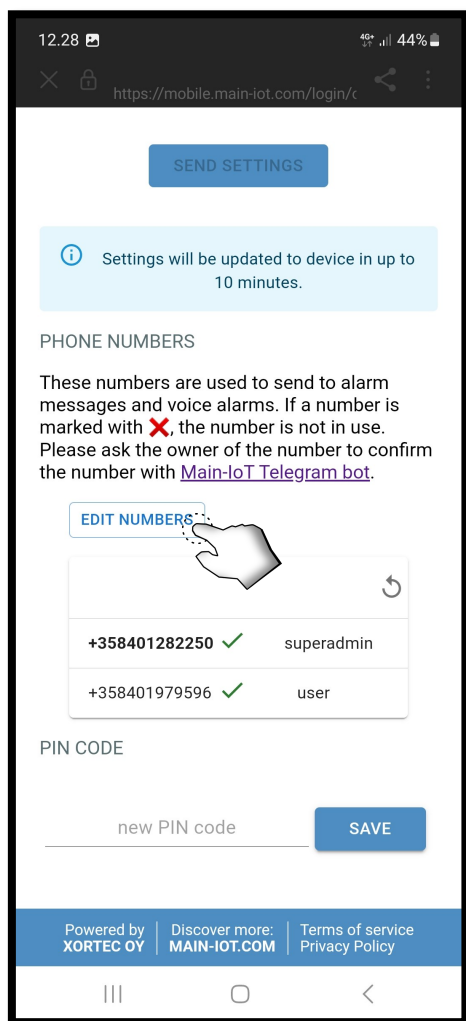 12.28 4G+ 44%
https://mobile.main-iot.com/login/c
SEND SETTINGS
Settings will be updated to device in up to
10 minutes.
PHONE NUMBERS
These numbers are used to send to alarm
messages and voice alarms. If a number is
marked with ❌, the number is not in use.
Please ask the owner of the number to confirm
the number with Main-IoT Telegram bot.
EDIT NUMBERS
+358401282250 ✓ superadmin
+358401979596 ✓ user
PIN CODE
new PIN code SAVE
Powered by Discover more: Terms of service
XORTEC OY MAIN-IOT.COM Privacy Policy